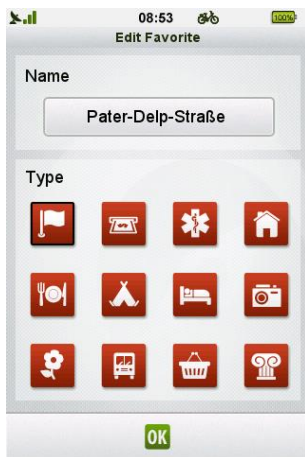 08:53
100%
Edit Favorite
Name
Pater-Delp-Straße
Type
OK